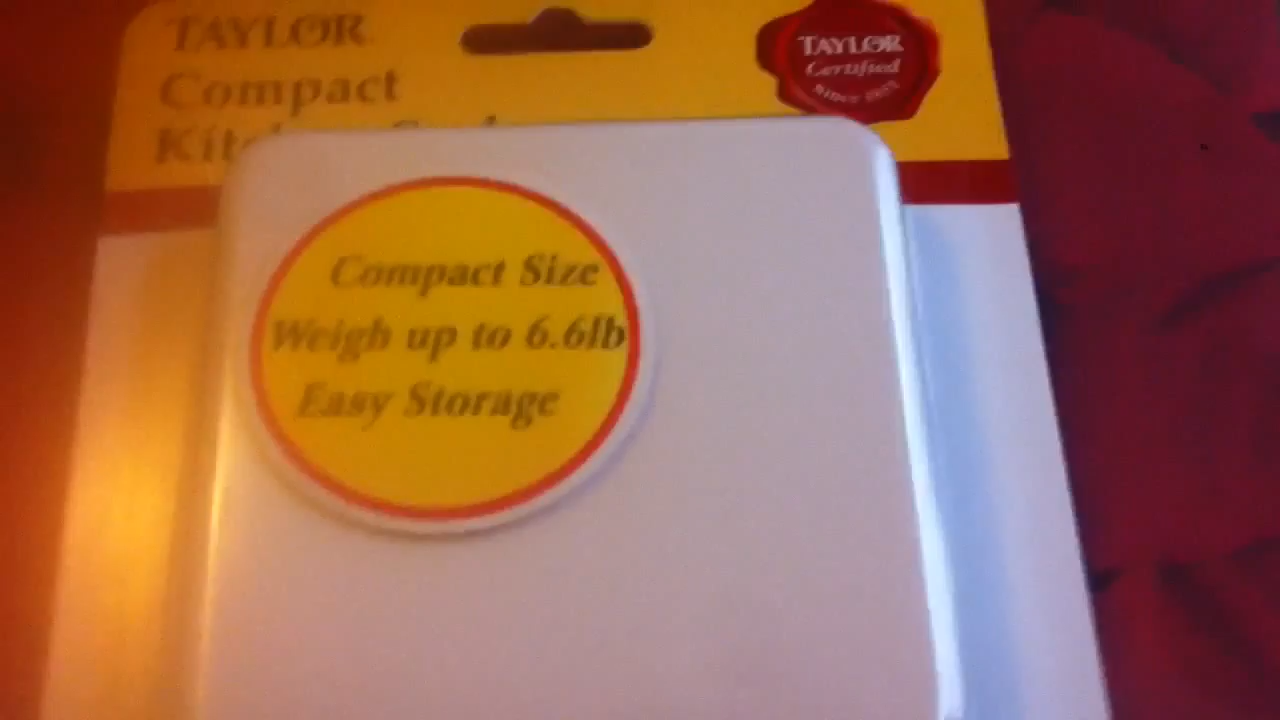 TAYLOR
Compact
TAYLOR
Certified
Compact Size
Weigh up to 6.6lb
Easy Storage